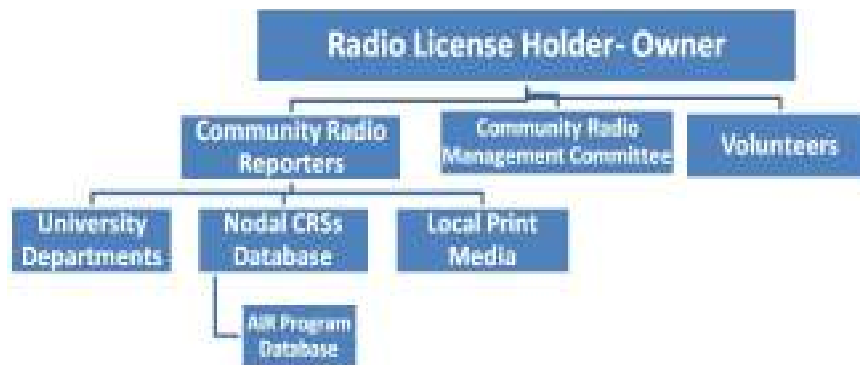 Radio License Holder- Owner
Community Radio
Reporters
Community Radio
Management Committee
Volunteers
University
Departments
Nodal CRSs
Database
Local Print
Media
AIR Program
Database